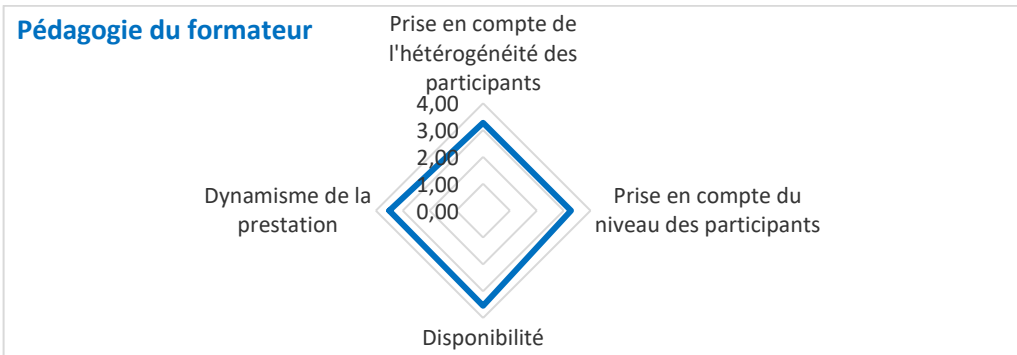 Pédagogie du formateur
Prise en compte de
l'hétérogénéité des
participants
4,00
3,00
2,00
1,00
0,00
Dynamisme de la
prestation
Prise en compte du
niveau des participants
Disponibilité